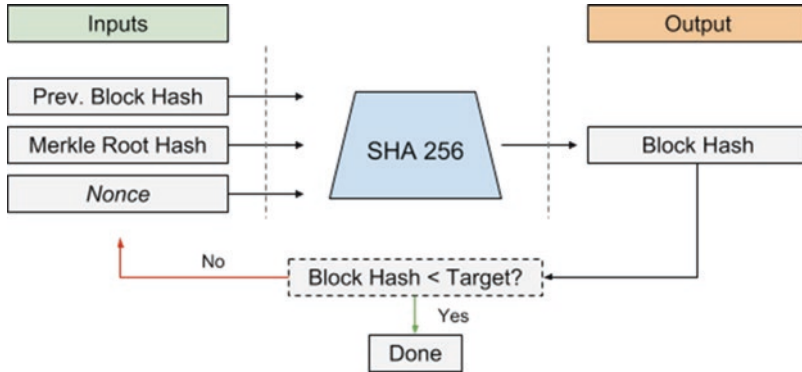 Inputs
Output
Prev. Block Hash
Merkle Root Hash
SHA 256
Block Hash
Nonce
No
Block Hash < Target?
Yes
Done